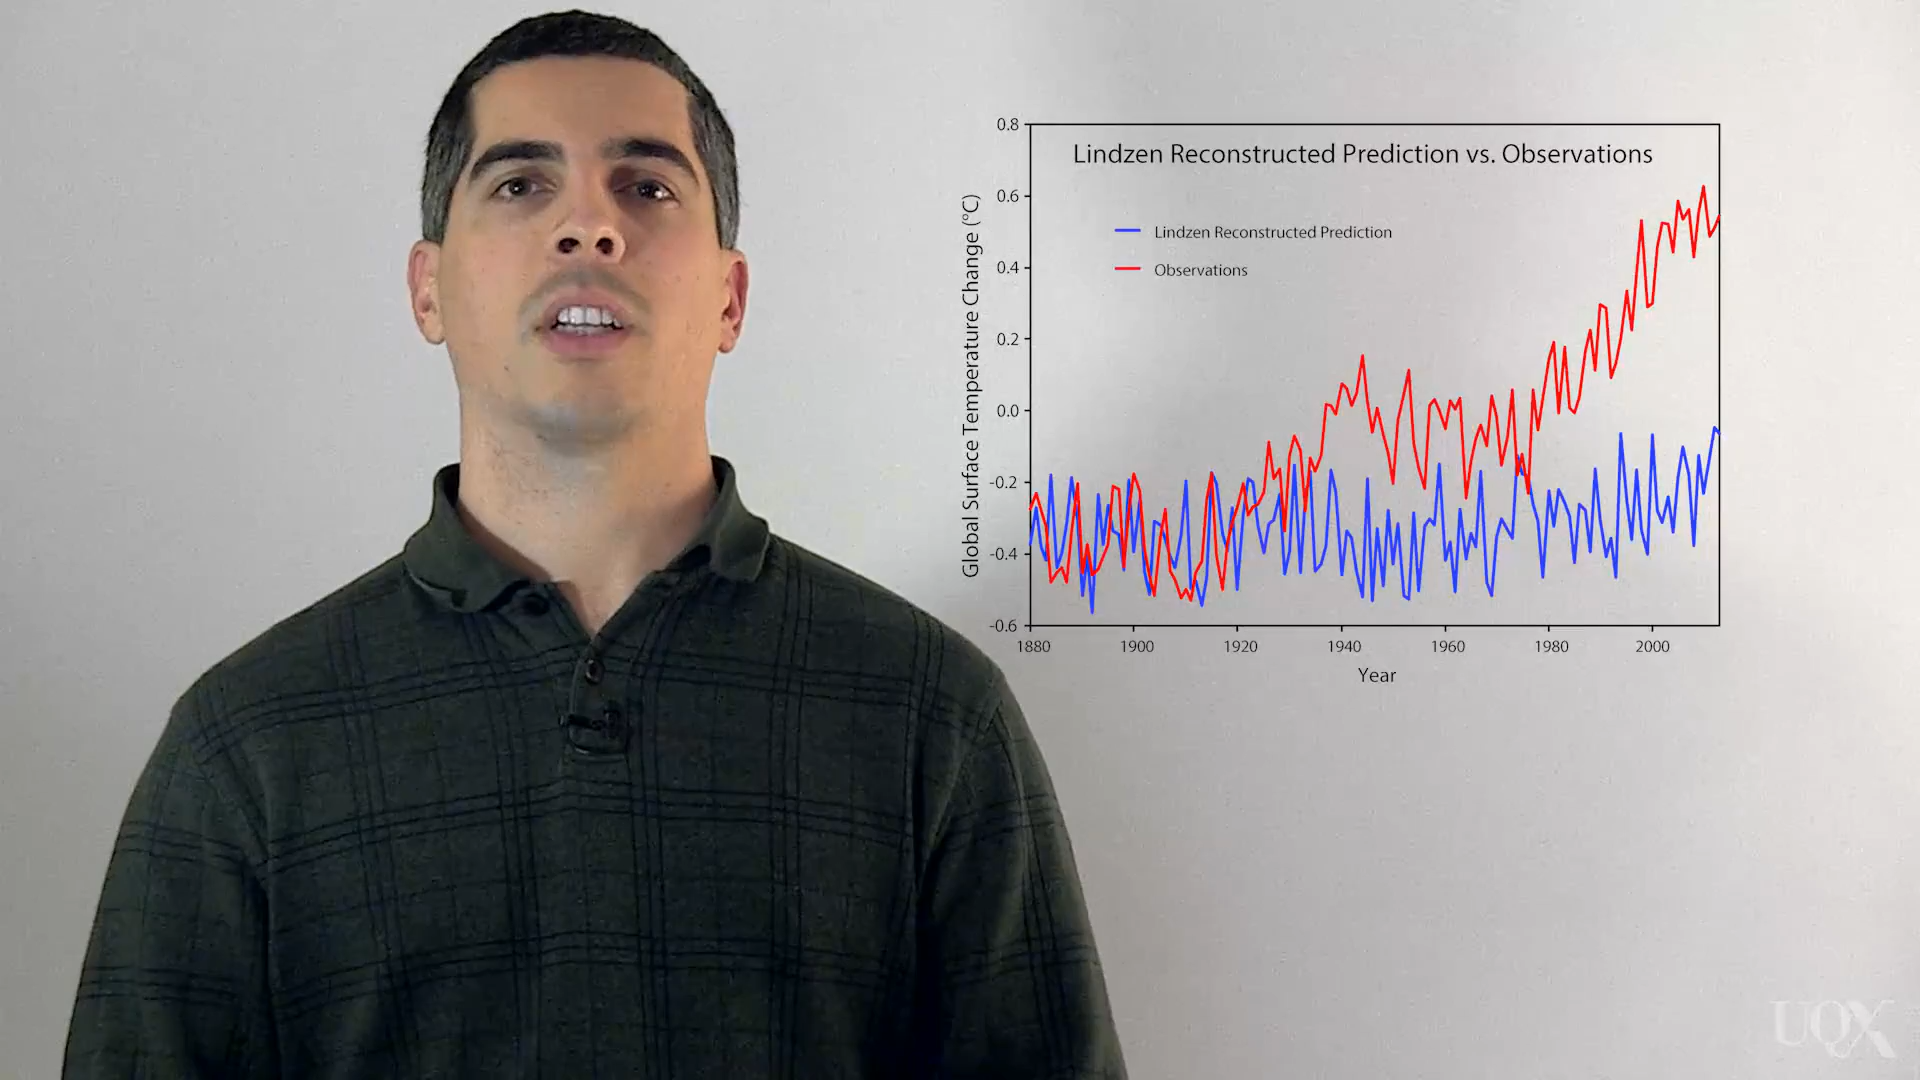 Lindzen Reconstructed Prediction vs. Observations
Lindzen Reconstructed Prediction
Observations
Global Surface Temperature Change (°C)
0.8
0.6
0.4
0.2
0.0
-0.2
-0.4
-0.6
1880 1900 1920 1940 1960 1980 2000
Year
UQX